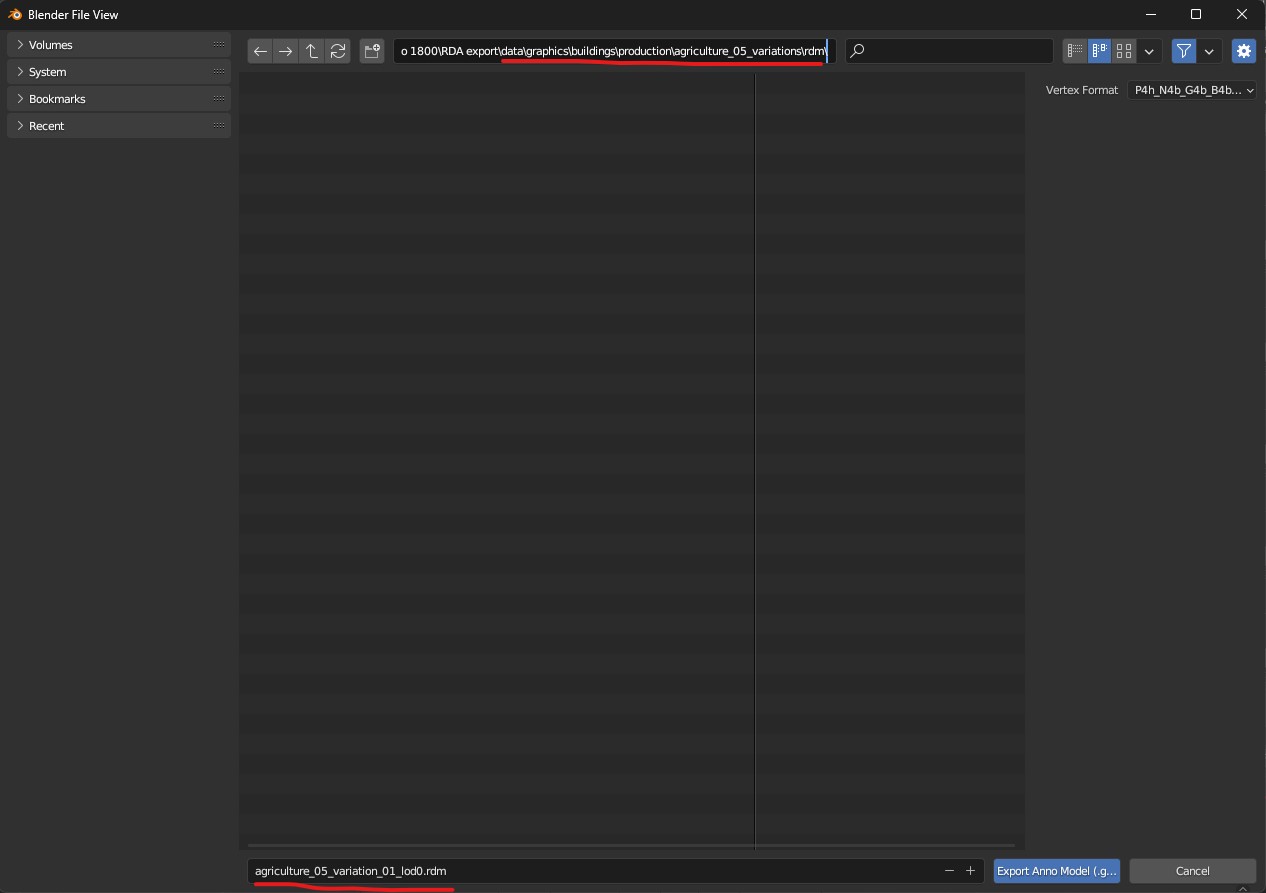 Blender File View
Volumes
System
Bookmarks
Recent
o 1800\RDA export\data\graphics\buildings\production\agriculture_05_variations\rdm\
Vertex Format P4h_N4b_G4b_B4b...
agriculture_05_variation_01_lod0.rdm
Export Anno Model (.g...
Cancel